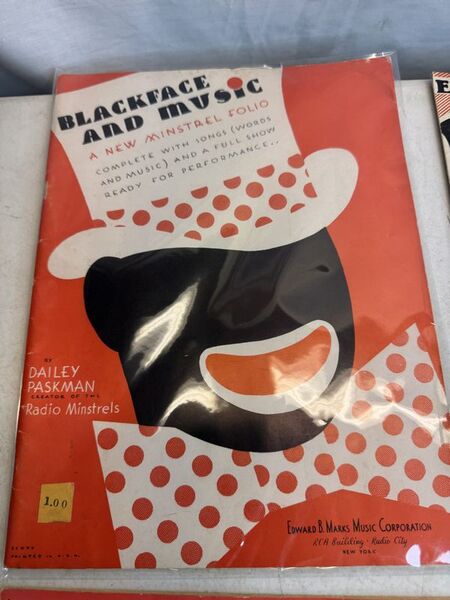 BLACKFACE
AND MUSIC
A NEW MINSTREL FOLIO
COMPLETE WITH SONGS (WORDS
AND MUSIC) AND A FULL SHOW
READY FOR PERFORMANCE..
BY
DAILEY
PASKMAN
CREATOR OF THE
Radio Minstrels
1.00
PRINTED IN U.S.A.
EDWARD B. MARKS MUSIC CORPORATION
RCA Building · Radio City
NEW YORK
E